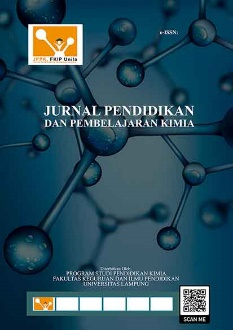 e-ISSN:
JPPK, FKIP Unila
JURNAL PENDIDIKAN
DAN PEMBELAJARAN KIMIA
Diterbitkan Oleh:
PROGRAM STUDI PENDIDIKAN KIMIA
FAKULTAS KEGURUAN DAN ILMU PENDIDIKAN
UNIVERSITAS LAMPUNG
SCAN ME